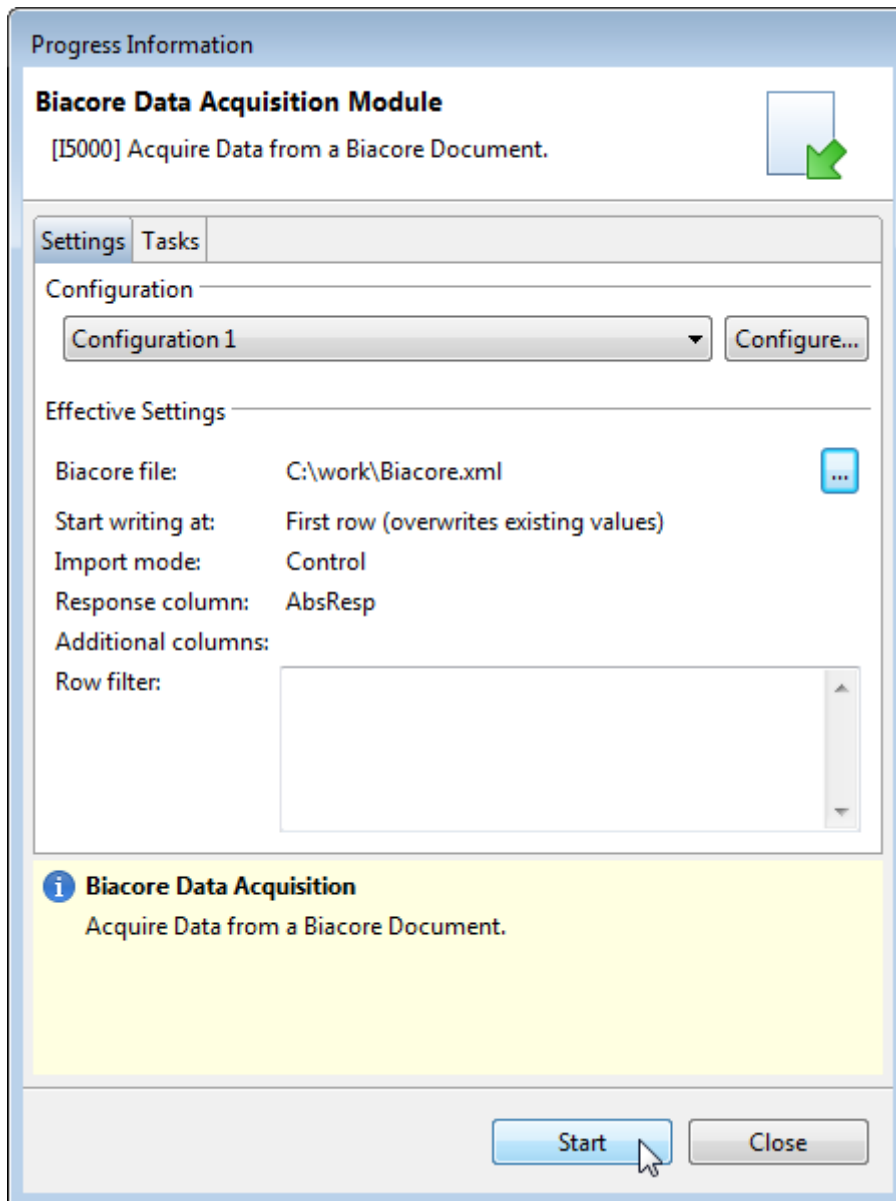 Progress Information
Biacore Data Acquisition Module
[I5000] Acquire Data from a Biacore Document.
Settings Tasks
Configuration
Configuration 1 Configure...
Effective Settings
Biacore file: C:\work\Biacore.xml ...
Start writing at: First row (overwrites existing values)
Import mode: Control
Response column: AbsResp
Additional columns:
Row filter:
Biacore Data Acquisition
Acquire Data from a Biacore Document.
Start Close